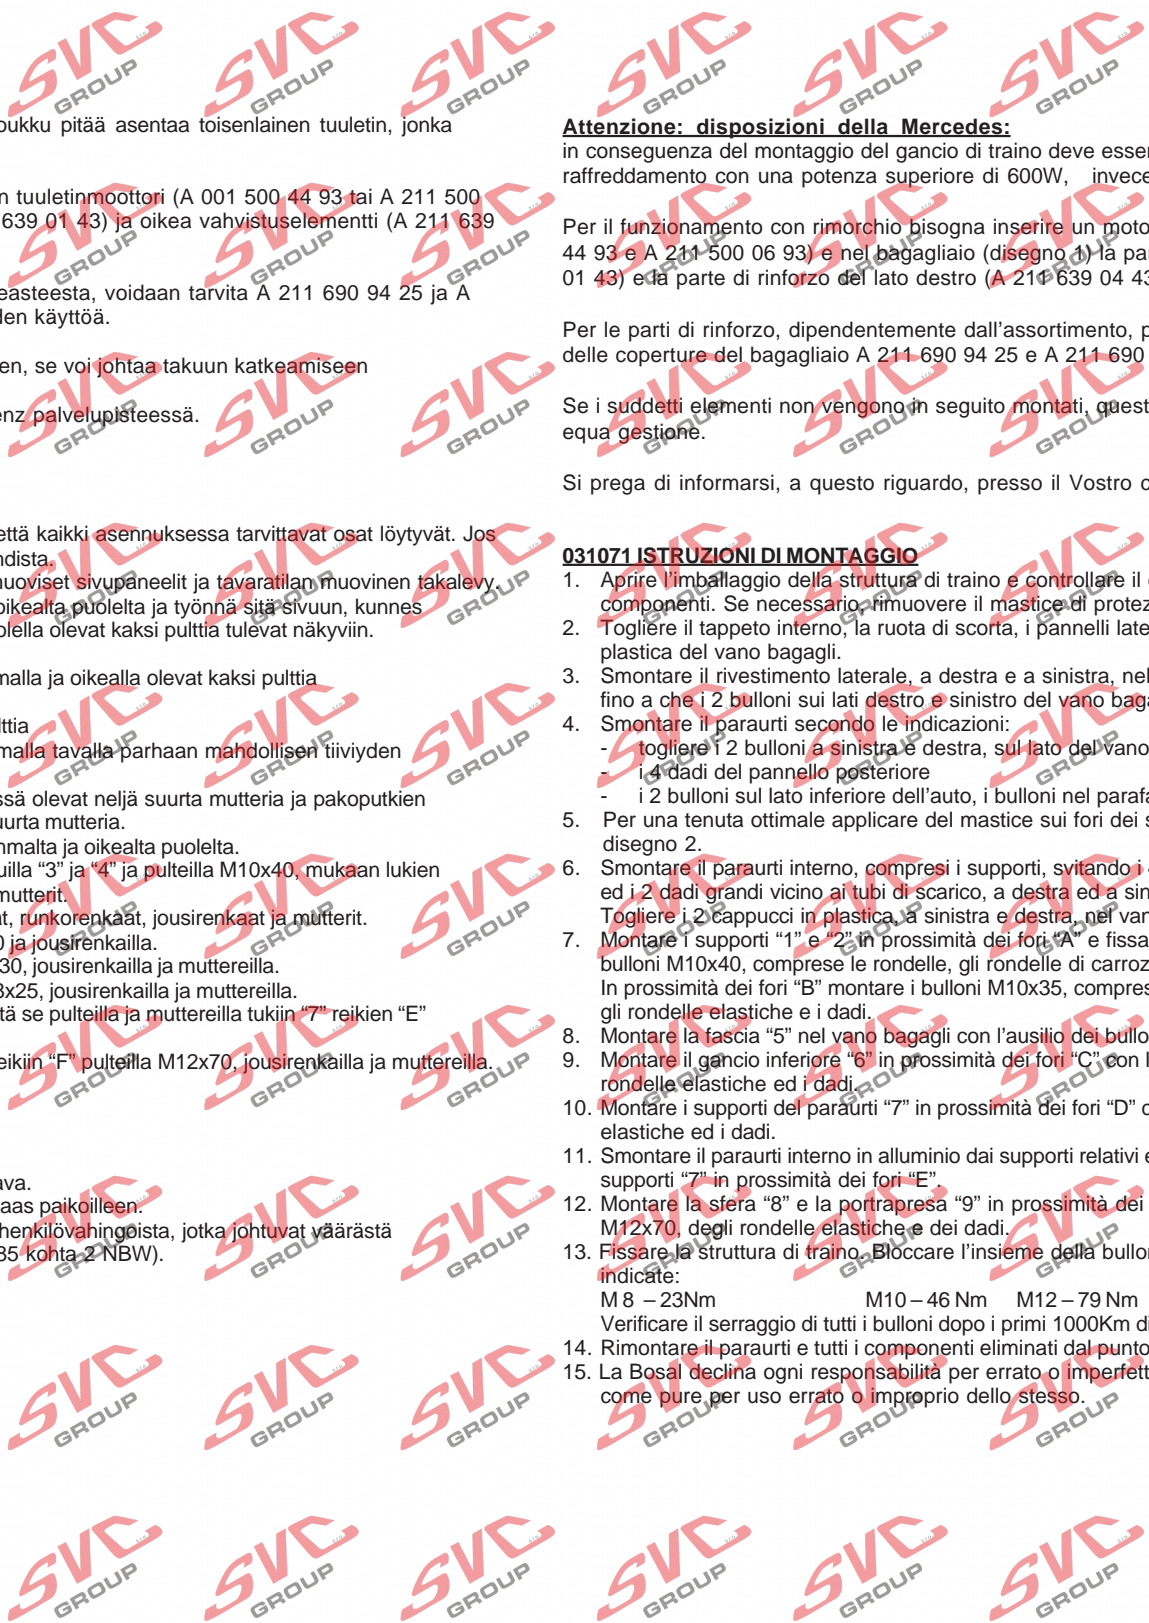 oukku pitää asentaa toisenlainen tuuletin, jonka
n tuuletinmoottori (A 001 500 44 93 tai A 211 500
639 01 43) ja oikea vahvistuselementti (A 211 639
easteesta, voidaan tarvita A 211 690 94 25 ja A
den käyttöä.
en, se voi johtaa takuun katkeamiseen
enz palvelupisteessä.
että kaikki asennuksessa tarvittavat osat löytyvät. Jos
ndista.
muoviset sivupaneelit ja tavaratilan muovinen takalevy.
oikealta puolelta ja työnnä sitä sivuun, kunnes
olella olevat kaksi pulttia tulevat näkyviin.
malla ja oikealla olevat kaksi pulttia
lttia
malla tavalla parhaan mahdollisen tiiviyden
ssä olevat neljä suurta mutteria ja pakoputkien
uurta mutteria.
nmalta ja oikealta puolelta.
uilla “3” ja “4” ja pulteilla M10x40, mukaan lukien
mutterit.
at, runkorenkaat, jousirenkaat ja mutterit.
0 ja jousirenkailla.
30, jousirenkailla ja muttereilla.
8x25, jousirenkailla ja muttereilla.
tä se pulteilla ja muttereilla tukiin “7” reikien "E"
eikiin “F” pulteilla M12x70, jousirenkailla ja muttereilla.
ava.
aas paikoilleen.
henkilövahingoista, jotka johtuvat väärästä
85 kohta 2 NBW).
Attenzione: disposizioni della Mercedes:
in conseguenza del montaggio del gancio di traino deve esser
raffreddamento con una potenza superiore di 600W, invece
Per il funzionamento con rimorchio bisogna inserire un moto
44 93 e A 211 500 06 93) e nel bagagliaio (disegno 1) la par
01 43) e la parte di rinforzo del lato destro (A 211 639 04 43
Per le parti di rinforzo, dipendentemente dall’assortimento, p
delle coperture del bagagliaio A 211 690 94 25 e A 211 690
Se i suddetti elementi non vengono in seguito montati, quest
equa gestione.
Si prega di informarsi, a questo riguardo, presso il Vostro c
031071 ISTRUZIONI DI MONTAGGIO
1. Aprire l’imballaggio della struttura di traino e controllare il
componenti. Se necessario, rimuovere il mastice di protez
2. Togliere il tappeto interno, la ruota di scorta, i pannelli late
plastica del vano bagagli.
3. Smontare il rivestimento laterale, a destra e a sinistra, nel
fino a che i 2 bulloni sui lati destro e sinistro del vano baga
4. Smontare il paraurti secondo le indicazioni:
- togliere i 2 bulloni a sinistra e destra, sul lato del vano
- i 4 dadi del pannello posteriore
- i 2 bulloni sul lato inferiore dell’auto, i bulloni nel parafa
5. Per una tenuta ottimale applicare del mastice sui fori dei s
disegno 2.
6. Smontare il paraurti interno, compresi i supporti, svitando i 4
ed i 2 dadi grandi vicino ai tubi di scarico, a destra ed a sin
Togliere i 2 cappucci in plastica, a sinistra e destra, nel van
7. Montare i supporti “1” e “2” in prossimità dei fori “A” e fissa
bulloni M10x40, comprese le rondelle, gli rondelle di carroz
In prossimità dei fori “B” montare i bulloni M10x35, compres
gli rondelle elastiche e i dadi.
8. Montare la fascia “5” nel vano bagagli con l’ausilio dei bullo
9. Montare il gancio inferiore “6” in prossimità dei fori “C” con l
rondelle elastiche ed i dadi.
10. Montare i supporti del paraurti “7” in prossimità dei fori “D” c
elastiche ed i dadi.
11. Smontare il paraurti interno in alluminio dai supporti relativi e
supporti “7” in prossimità dei fori “E”.
12. Montare la sfera “8” e la portrapresa “9” in prossimità dei
M12x70, degli rondelle elastiche e dei dadi.
13. Fissare la struttura di traino. Bloccare l’insieme della bullon
indicate:
M 8 – 23Nm M10 – 46 Nm M12 – 79 Nm
Verificare il serraggio di tutti i bulloni dopo i primi 1000Km di
14. Rimontare il paraurti e tutti i componenti eliminati dal punto
15. La Bosal declina ogni responsabilità per errato o imperfett
come pure per uso errato o improprio dello stesso.